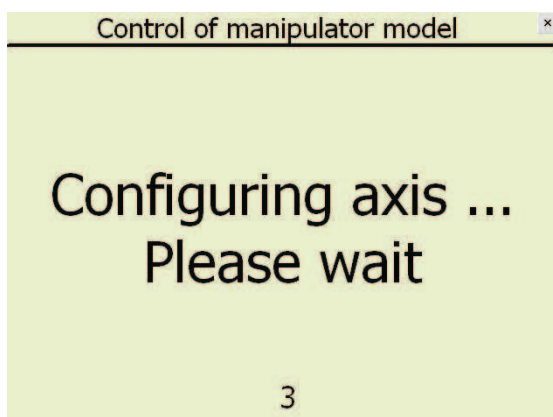 Control of manipulator model
×
Configuring axis ...
Please wait
3